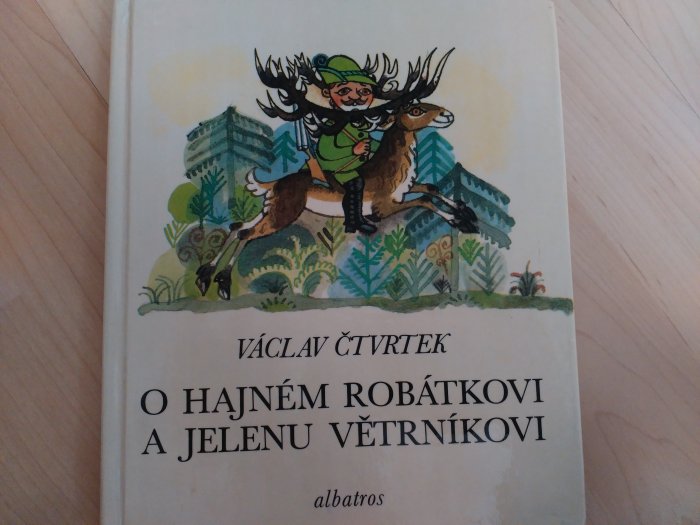 VÁCLAV ČTVRTEK
O HAJNÉM ROBÁTKOVI
A JELENU VĚTRNÍKOVI
albatros